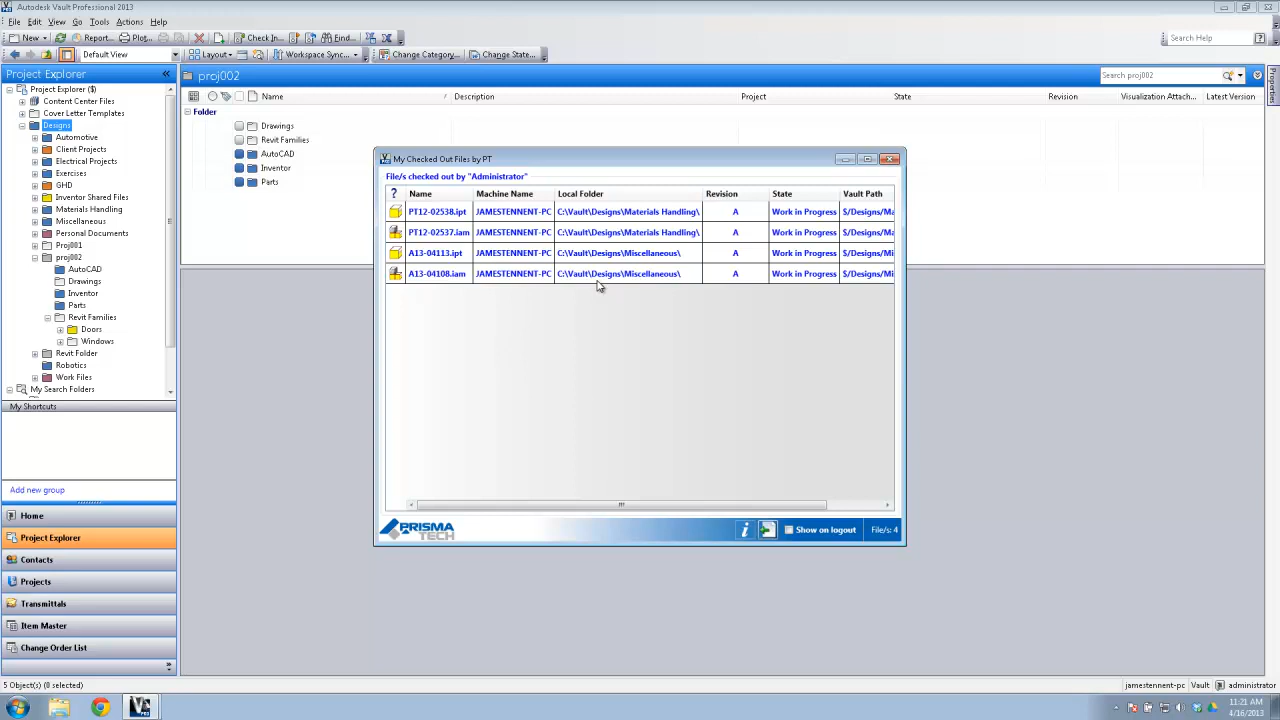 Autodesk Vault Professional 2013
File Edit View Go Tools Actions Help
New Report... Plot... Check In... Find... Search Help
Default View Layout Workspace Sync... Change Category... Change State...
Project Explorer « proj002 Search proj002 Properties
Project Explorer ($)
Content Center Files
Cover Letter Templates
Designs
Automotive
Client Projects
Electrical Projects
Exercises
GHD
Inventor Shared Files
Materials Handling
Miscellaneous
Personal Documents
Proj001
proj002
AutoCAD
Drawings
Inventor
Parts
Revit Families
Doors
Windows
Revit Folder
Robotics
Work Files
My Search Folders
My Shortcuts
Add new group
Home
Project Explorer
Contacts
Projects
Transmittals
Item Master
Change Order List
»
Name Description Project State Revision Visualization Attach... Latest Version
Folder
Drawings
Revit Families
AutoCAD
Inventor
Parts
My Checked Out Files by PT
File/s checked out by "Administrator"
? Name Machine Name Local Folder Revision State Vault Path
PT12-02538.ipt JAMESTENNENT-PC C:\Vault\Designs\Materials Handling\ A Work in Progress $/Designs/Ma
PT12-02537.iam JAMESTENNENT-PC C:\Vault\Designs\Materials Handling\ A Work in Progress $/Designs/Ma
A13-04113.ipt JAMESTENNENT-PC C:\Vault\Designs\Miscellaneous\ A Work in Progress $/Designs/Mi
A13-04108.iam JAMESTENNENT-PC C:\Vault\Designs\Miscellaneous\ A Work in Progress $/Designs/Mi
PRISMA
TECH
i Show on logout File/s: 4
5 Object(s) (0 selected) jamestennent-pc Vault administrator
11:21 AM
4/16/2013